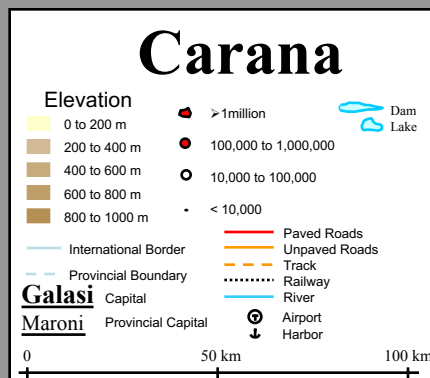 Carana
Elevation
0 to 200 m
200 to 400 m
400 to 600 m
600 to 800 m
800 to 1000 m
➢1million
100,000 to 1,000,000
10,000 to 100,000
< 10,000
Dam
Lake
International Border
Provincial Boundary
Galasi Capital
Maroni Provincial Capital
Paved Roads
Unpaved Roads
Track
Railway
River
Airport
Harbor
0 50 km 100 km